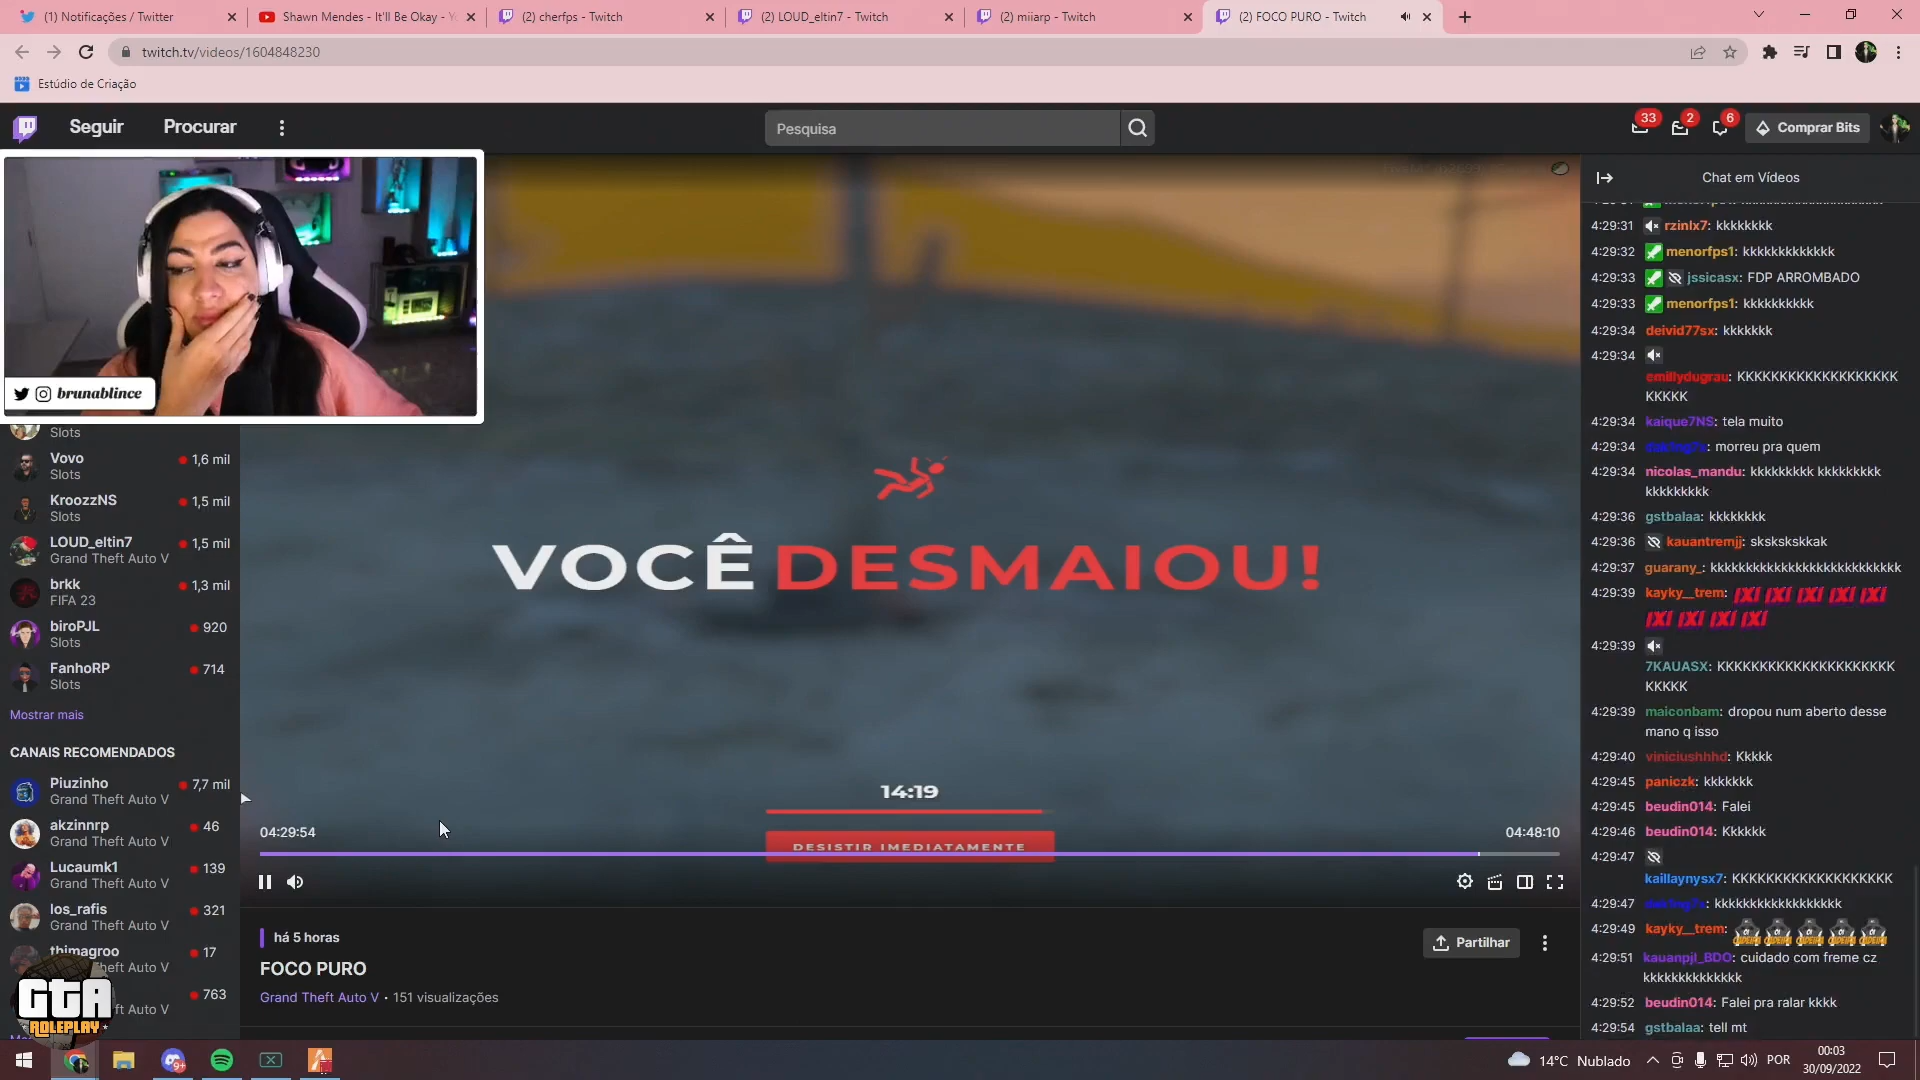 (1) Notificações / Twitter
Shawn Mendes - It'll Be Okay - Y
(2) cherfps - Twitch
(2) LOUD_eltin7 - Twitch
(2) miiarp - Twitch
(2) FOCO PURO - Twitch
twitch.tv/videos/1604848230
Estúdio de Criação
Seguir
Procurar
Pesquisa
33
2
6
Comprar Bits
brunablince
Slots
Vovo
1,6 mil
Slots
KroozzNS
1,5 mil
Slots
LOUD_eltin7
1,5 mil
Grand Theft Auto V
brkk
1,3 mil
FIFA 23
biroPJL
920
Slots
FanhoRP
714
Slots
Mostrar mais
CANAIS RECOMENDADOS
Piuzinho
7,7 mil
Grand Theft Auto V
akzinnrp
46
Grand Theft Auto V
Lucaumk1
139
Grand Theft Auto V
los_rafis
321
Grand Theft Auto V
thimagroo
17
heft Auto V
763
ft Auto V
GTA
ROLEPLAY
VOCÊ DESMAIOU!
14:19
DESISTIR IMEDIATAMENTE
04:29:54
04:48:10
há 5 horas
FOCO PURO
Grand Theft Auto V • 151 visualizações
Partilhar
Chat em Vídeos
4:29:31 rzinlx7: kkkkkkkk
4:29:32 menorfps1: kkkkkkkkkkkkk
4:29:33 jssicasx: FDP ARROMBADO
4:29:33 menorfps1: kkkkkkkkkk
4:29:34 deivid77sx: kkkkkkk
4:29:34
emillydugrau: KKKKKKKKKKKKKKKKKKK
KKKKK
4:29:34 kaique7NS: tela muito
4:29:34 morreu pra quem
4:29:34 nicolas_mandu: kkkkkkkkk kkkkkkkkk
kkkkkkkkk
4:29:36 gstbalaa: kkkkkkkk
4:29:36 kauantremjj: sksksksk​kak
4:29:37 guarany_: kkkkkkkkkkkkkkkkkkkkkkkkkkk
4:29:39 kayky__trem:
4:29:39
7KAUASX: KKKKKKKKKKKKKKKKKKKKK
KKKKK
4:29:39 maiconbam: dropou num aberto desse
mano q isso
4:29:40 viniciushhhd: Kkkkk
4:29:45 paniczk: kkkkkkk
4:29:45 beudin014: Falei
4:29:46 beudin014: Kkkkkk
4:29:47
kaillaynysx7: KKKKKKKKKKKKKKKKKKK
4:29:47 kkkkkkkkkkkkkkkkkk
4:29:49 kayky__trem:
4:29:51 kauanpjl_BDO: cuidado com freme cz
kkkkkkkkkkkkkk
4:29:52 beudin014: Falei pra ralar kkkk
4:29:54 gstbalaa: tell mt
9+
14°C Nublado
POR
00:03
30/09/2022